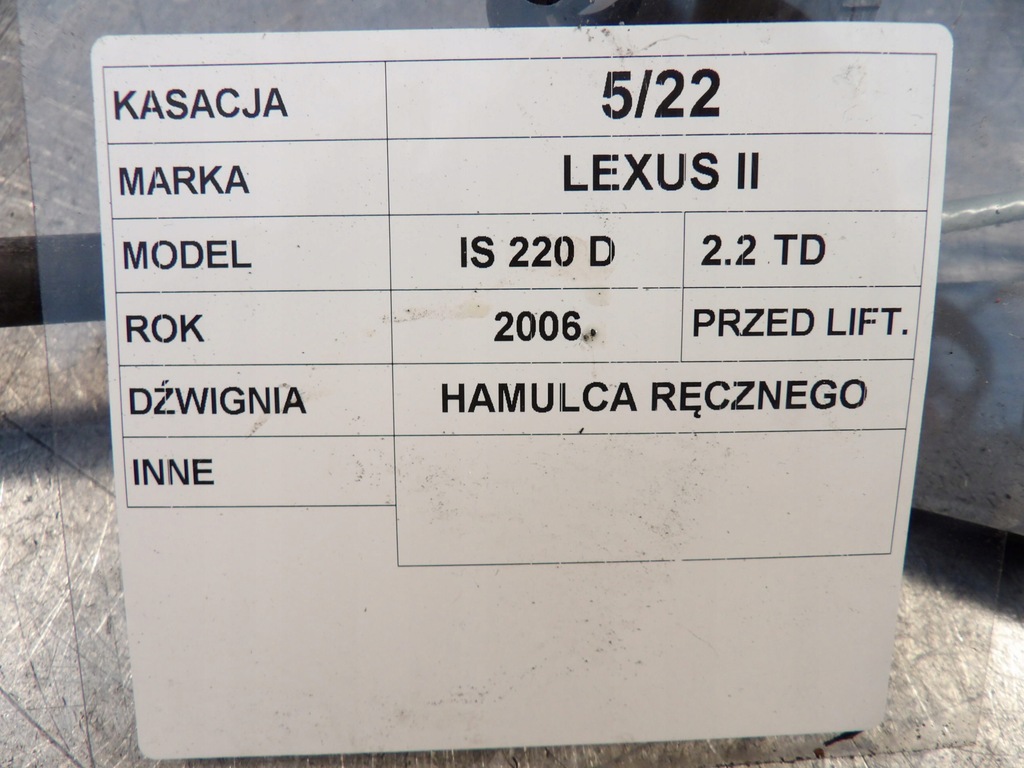 KASACJA 5/22
MARKA LEXUS II
MODEL IS 220 D 2.2 TD
ROK 2006. PRZED LIFT.
DŹWIGNIA HAMULCA RĘCZNEGO
INNE